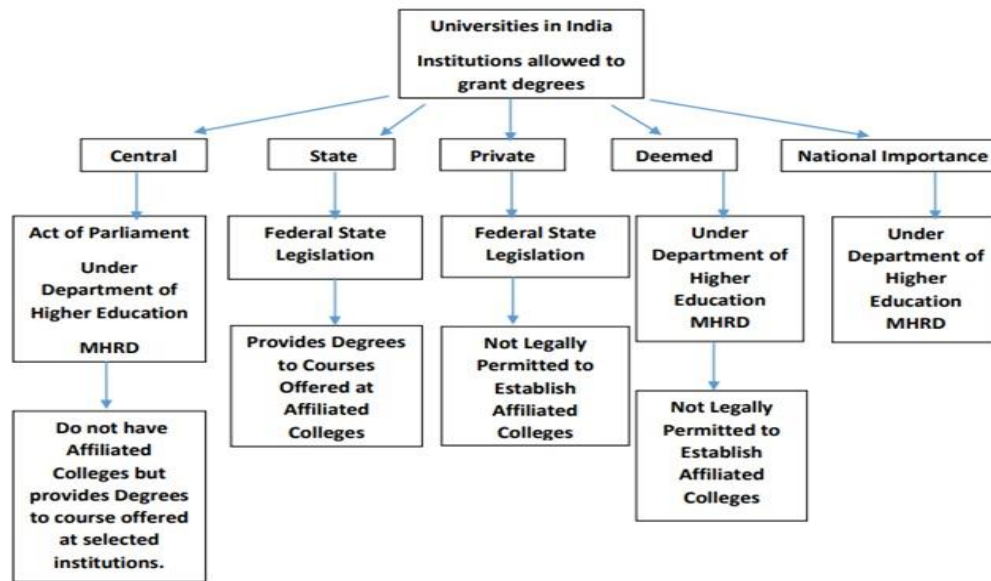 Universities in India
Institutions allowed to
grant degrees
Central
State
Private
Deemed
National Importance
Act of Parliament
Under
Department of
Higher Education
MHRD
Federal State
Legislation
Federal State
Legislation
Under
Department of
Higher
Education
MHRD
Under
Department of
Higher
Education
MHRD
Do not have
Affiliated
Colleges but
provides Degrees
to course offered
at selected
institutions.
Provides Degrees
to Courses
Offered at
Affiliated
Colleges
Not Legally
Permitted to
Establish
Affiliated
Colleges
Not Legally
Permitted to
Establish
Affiliated
Colleges